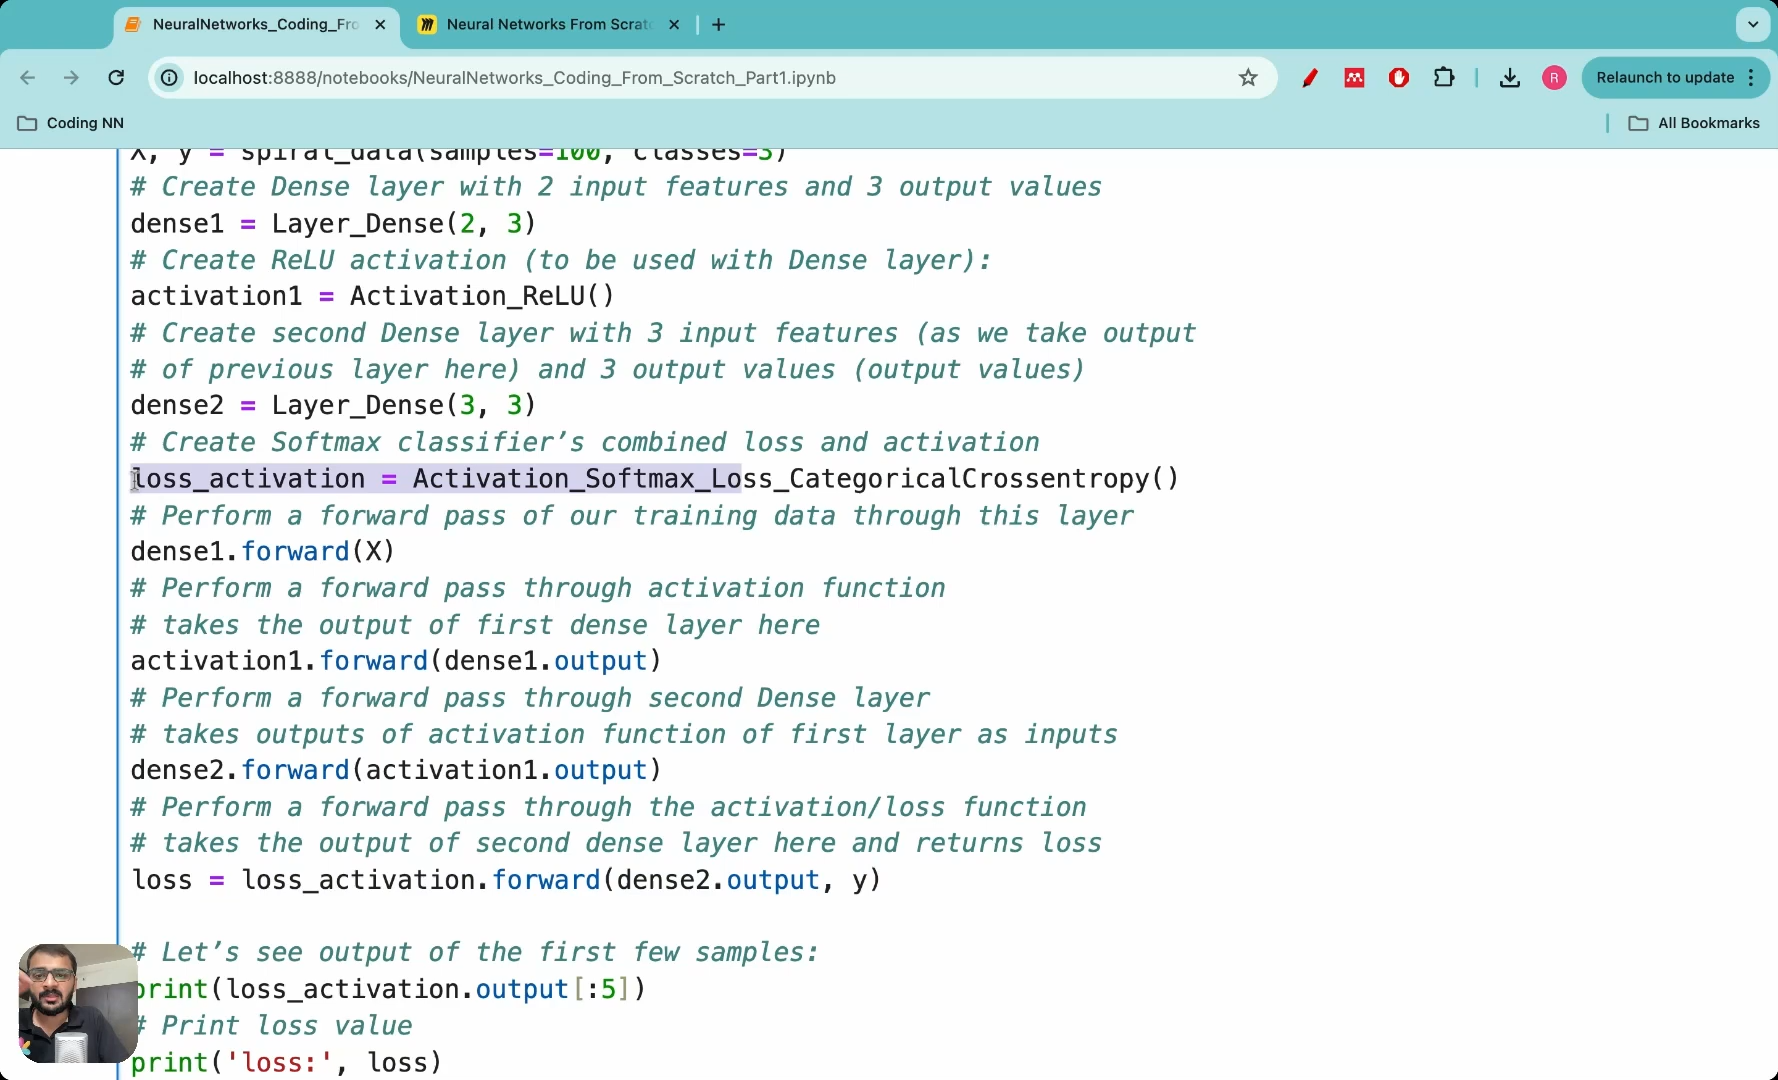 NeuralNetworks_Coding_Fro
Neural Networks From Scrat
localhost:8888/notebooks/NeuralNetworks_Coding_From_Scratch_Part1.ipynb
R
Relaunch to update
Coding NN
All Bookmarks
X, y = spiral_data(samples=100, classes=3)
# Create Dense layer with 2 input features and 3 output values
dense1 = Layer_Dense(2, 3)
# Create ReLU activation (to be used with Dense layer):
activation1 = Activation_ReLU()
# Create second Dense layer with 3 input features (as we take output
# of previous layer here) and 3 output values (output values)
dense2 = Layer_Dense(3, 3)
# Create Softmax classifier’s combined loss and activation
loss_activation = Activation_Softmax_Loss_CategoricalCrossentropy()
# Perform a forward pass of our training data through this layer
dense1.forward(X)
# Perform a forward pass through activation function
# takes the output of first dense layer here
activation1.forward(dense1.output)
# Perform a forward pass through second Dense layer
# takes outputs of activation function of first layer as inputs
dense2.forward(activation1.output)
# Perform a forward pass through the activation/loss function
# takes the output of second dense layer here and returns loss
loss = loss_activation.forward(dense2.output, y)
# Let’s see output of the first few samples:
print(loss_activation.output[:5])
# Print loss value
print('loss:', loss)